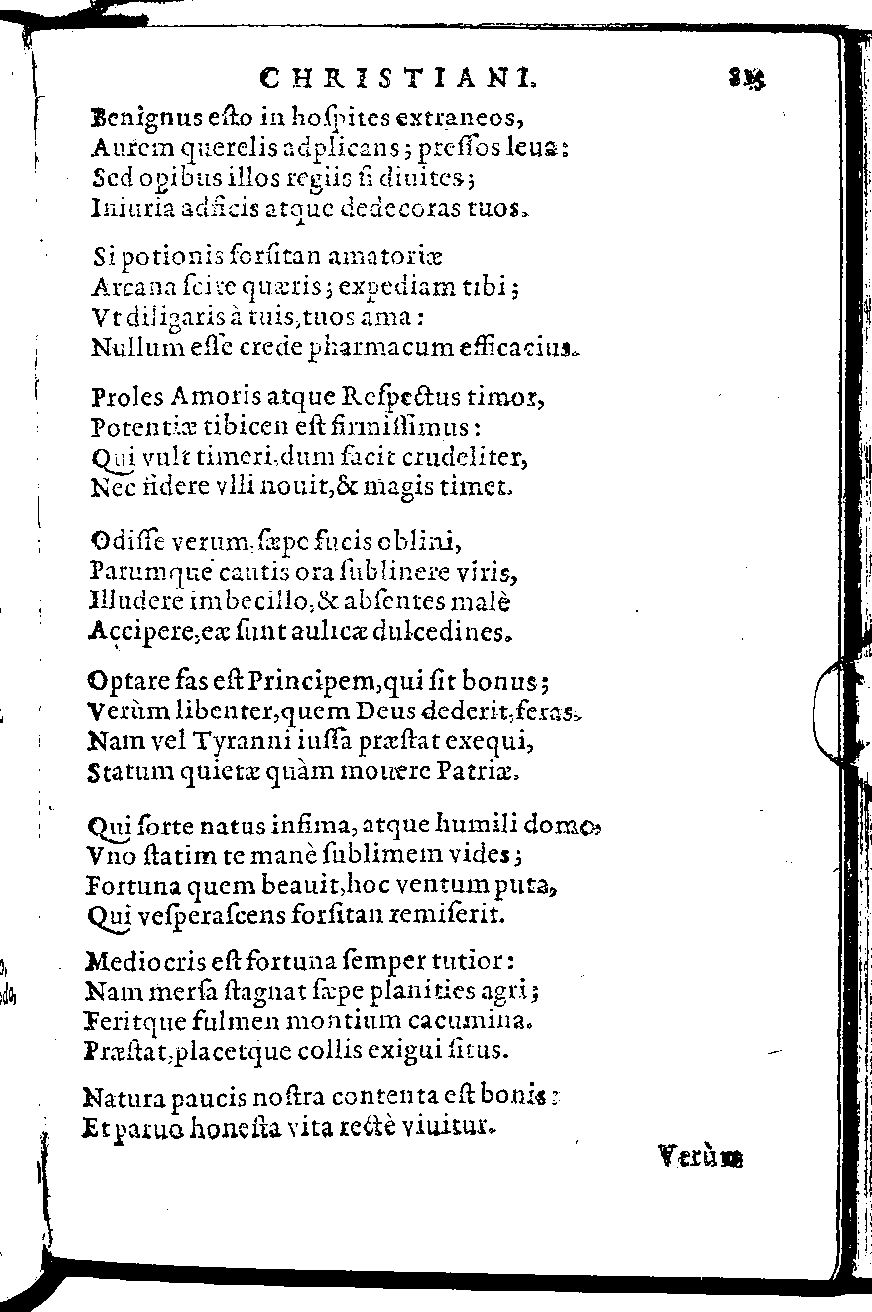 CHRISTIANI.
Benignus eſto in hoſpites extraneos,
Aurem querelis adplicans; preſſos leua:
Sed opibus illos regiis ſi diuites;
Iniuria adficis atque dedecoras tuos.
Si potionis forſitan amatoriæ
Arcana ſcire quæris; expediam tibi;
Vt diligaris à tuis, tuos ama:
Nullum eſſe crede pharmacum efficacius.
Proles Amoris atque Reſpectus timor,
Potentiæ tibicen eſt firmiſſimus:
Qui vult timeri, dum facit crudeliter,
Nec fidere vlli nouit, & magis timet.
Odiſſe verum, ſæpe fucis oblini,
Parumque cautis ora ſublinere viris,
Illudere imbecillo, & abſentes malè
Accipere, eæ ſunt aulicæ dulcedines.
Optare fas eſt Principem, qui ſit bonus;
Verùm libenter, quem Deus dederit, feras.
Nam vel Tyranni iuſſa præſtat exequi,
Statum quietæ quàm mouere Patriæ.
Qui ſorte natus infima, atque humili domo,
Vno ſtatim te manè ſublimem vides;
Fortuna quem beauit, hoc ventum puta,
Qui veſperaſcens forſitan remiſerit.
Mediocris eſt fortuna ſemper tutior:
Nam merſa ſtagnat ſæpe planities agri;
Feritque fulmen montium cacumina.
Præſtat, placetque collis exigui ſitus.
Natura paucis noſtra contenta eſt bonis:
Et paruo honeſta vita rectè viuitur.
Verùm